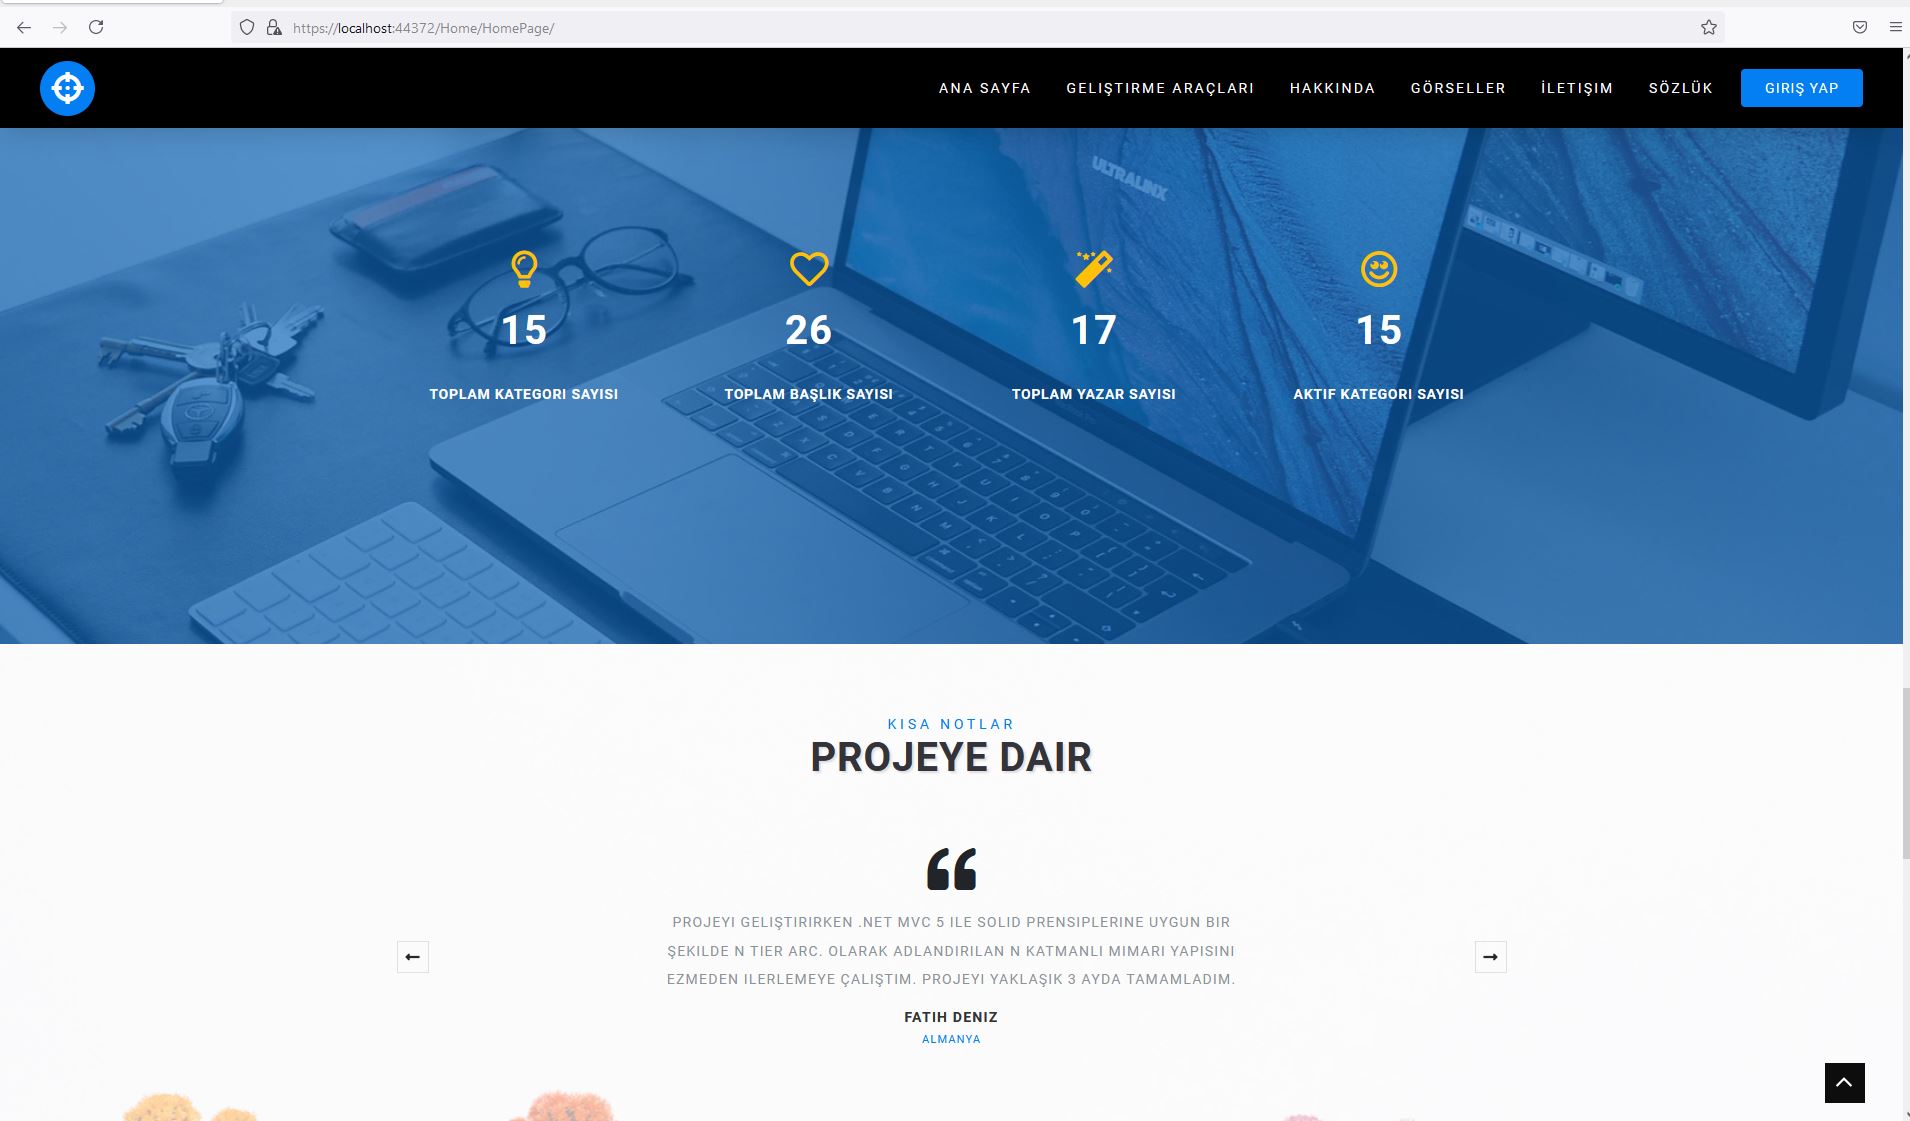 https://localhost:44372/Home/HomePage/
ANA SAYFA
GELIŞTIRME ARAÇLARI
HAKKINDA
GÖRSELLER
İLETIŞIM
SÖZLÜK
GIRIŞ YAP
ULTRALINX
15
26
17
15
TOPLAM KATEGORI SAYISI
TOPLAM BAŞLIK SAYISI
TOPLAM YAZAR SAYISI
AKTIF KATEGORI SAYISI
KISA NOTLAR
PROJEYE DAIR
PROJEYI GELIŞTIRIRKEN .NET MVC 5 ILE SOLID PRENSIPLERINE UYGUN BIR
ŞEKILDE N TIER ARC. OLARAK ADLANDIRILAN N KATMANLI MIMARI YAPISINI
EZMEDEN ILERLEMEYE ÇALIŞTIM. PROJEYI YAKLAŞIK 3 AYDA TAMAMLADIM.
FATIH DENIZ
ALMANYA